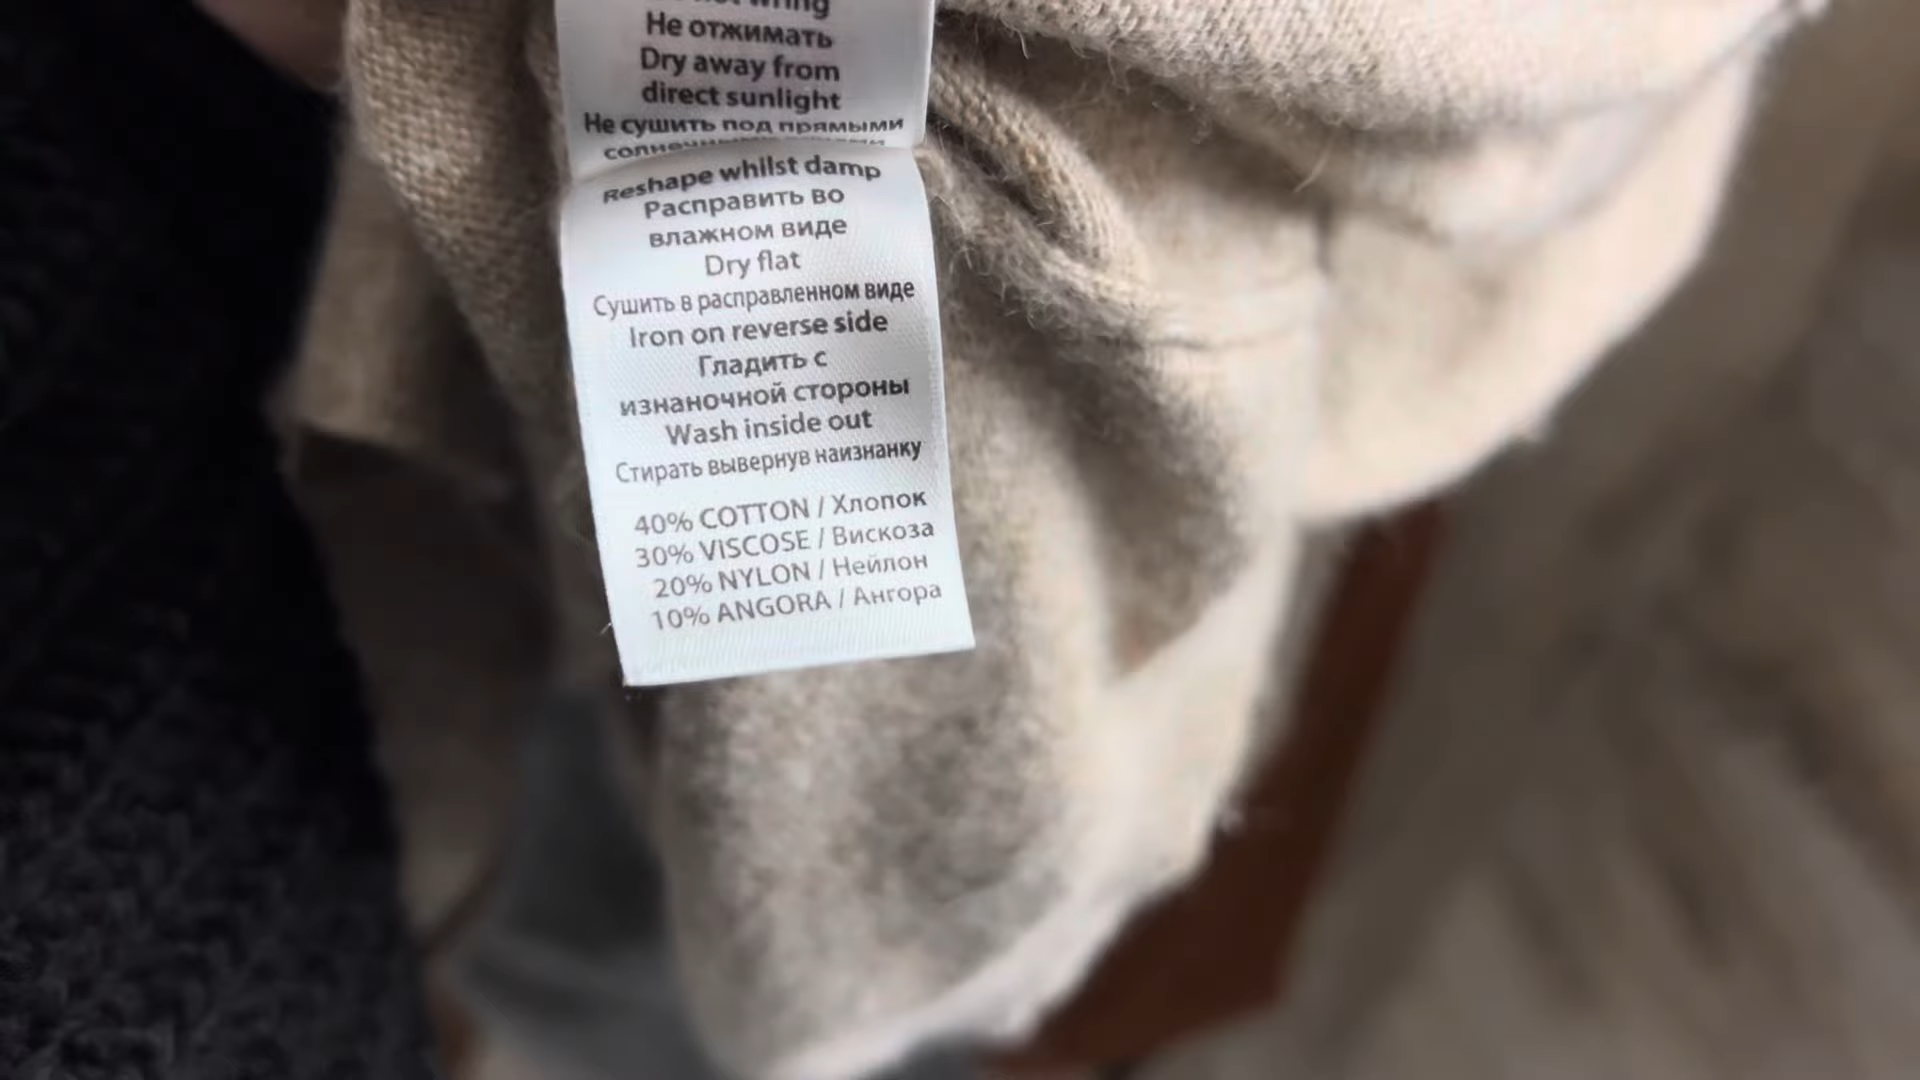 Не отжимать
Dry away from
direct sunlight
Не сушить под прямыми
Reshape whilst damp
Расправить во
влажном виде
Dry flat
Сушить в расправленном виде
Iron on reverse side
Гладить с
изнаночной стороны
Wash inside out
Стирать вывернув наизнанку
40% COTTON / Хлопок
30% VISCOSE / Вискоза
20% NYLON / Нейлон
10% ANGORA / Ангора